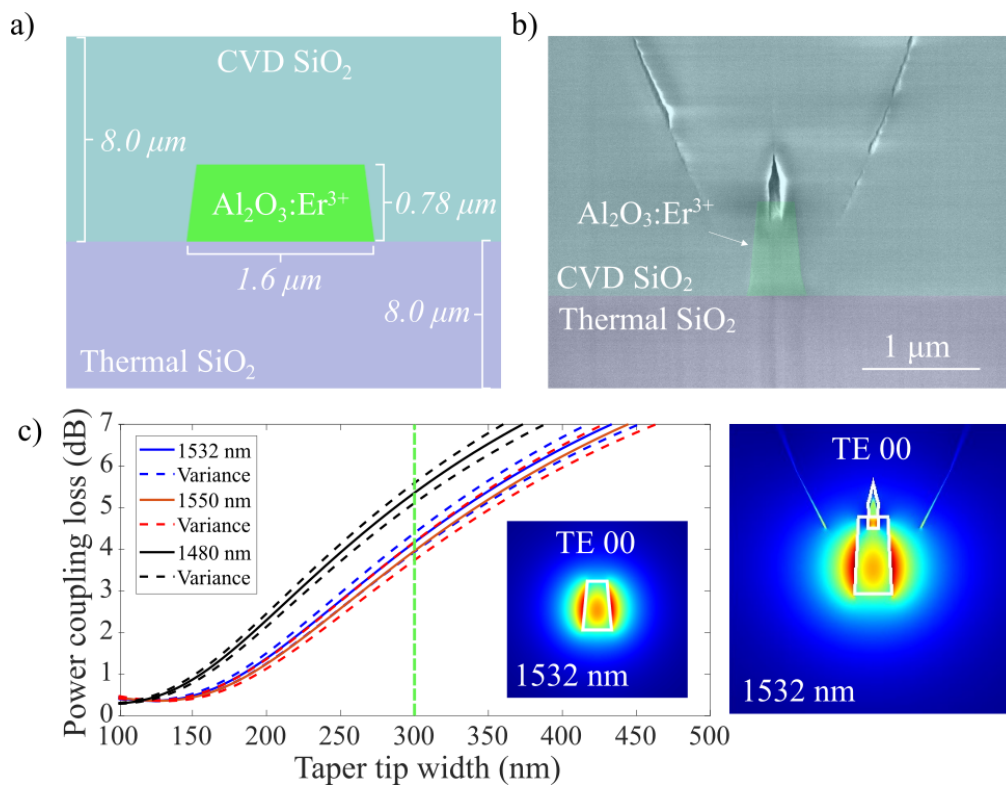 a)
CVD SiO₂
8.0 μm
Al₂O₃:Er³⁺
0.78 μm
1.6 μm
8.0 μm
Thermal SiO₂
b)
Al₂O₃:Er³⁺
CVD SiO₂
Thermal SiO₂
1 μm
c)
Power coupling loss (dB)
7
6
5
4
3
2
1
0
1532 nm
Variance
1550 nm
Variance
1480 nm
Variance
TE 00
1532 nm
100 150 200 250 300 350 400 450 500
Taper tip width (nm)
TE 00
1532 nm